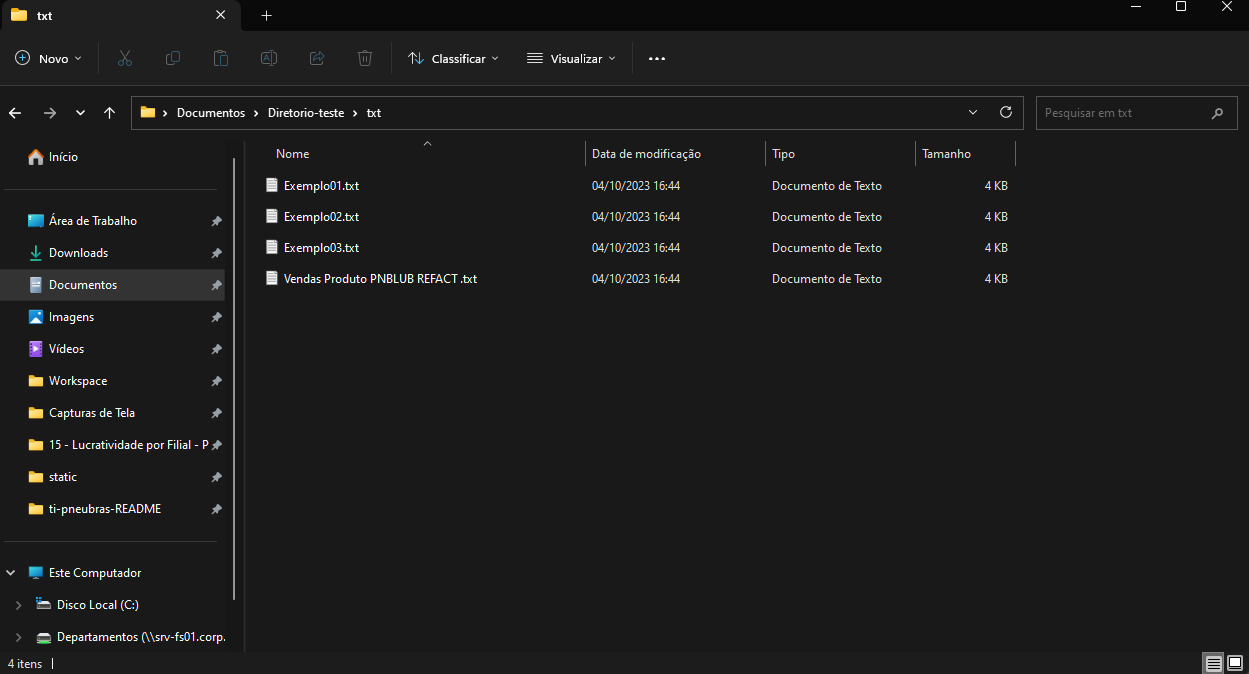 txt
Novo
Classificar
Visualizar
Documentos > Diretorio-teste > txt
Pesquisar em txt
Início
Área de Trabalho
Downloads
Documentos
Imagens
Vídeos
Workspace
Capturas de Tela
15 - Lucratividade por Filial - P
static
ti-pneubras-README
Este Computador
Disco Local (C:)
Departamentos (\\srv-fs01.corp.
Nome Data de modificação Tipo Tamanho
Exemplo01.txt 04/10/2023 16:44 Documento de Texto 4 KB
Exemplo02.txt 04/10/2023 16:44 Documento de Texto 4 KB
Exemplo03.txt 04/10/2023 16:44 Documento de Texto 4 KB
Vendas Produto PNBLUB REFACT .txt 04/10/2023 16:44 Documento de Texto 4 KB
4 itens